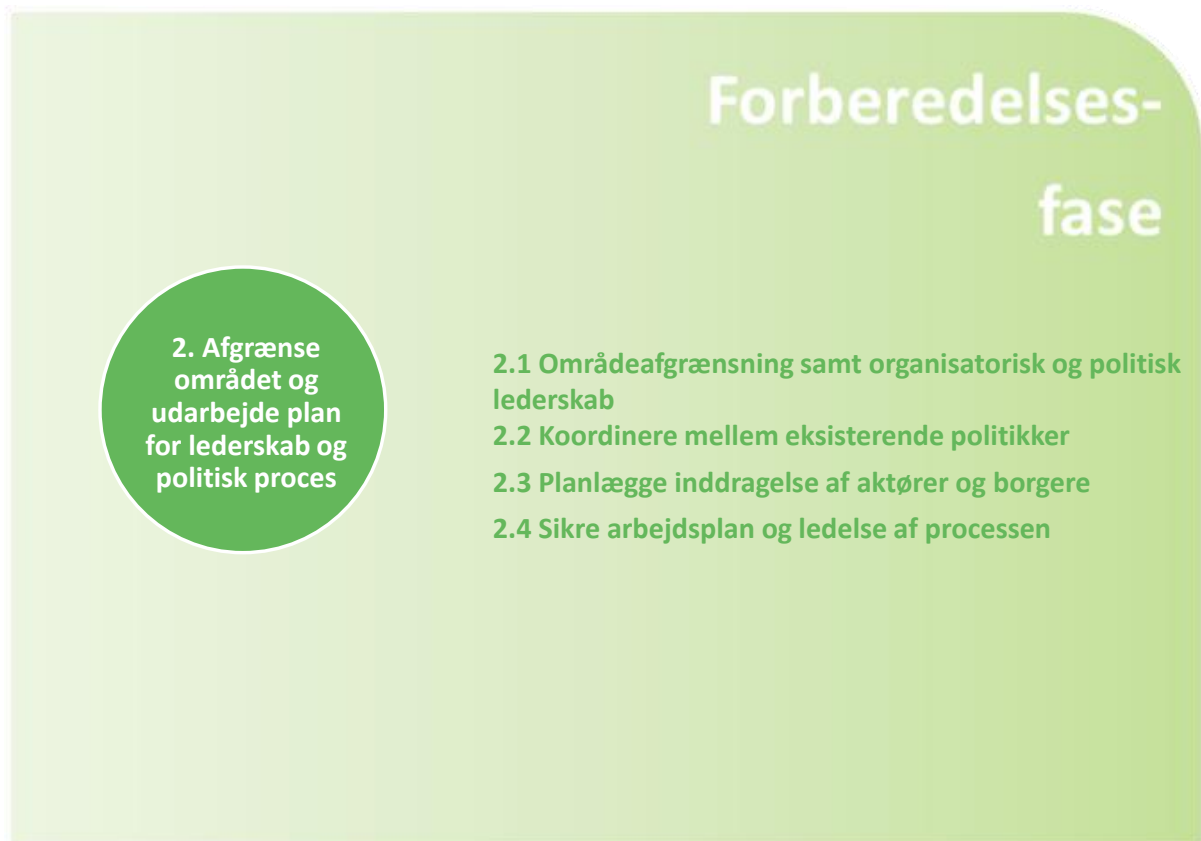 Forberedelses-
fase
2. Afgrænse
området og
udarbejde plan
for lederskab og
politisk proces
2.1 Områdeafgrænsning samt organisatorisk og politisk
lederskab
2.2 Koordinere mellem eksisterende politikker
2.3 Planlægge inddragelse af aktører og borgere
2.4 Sikre arbejdsplan og ledelse af processen